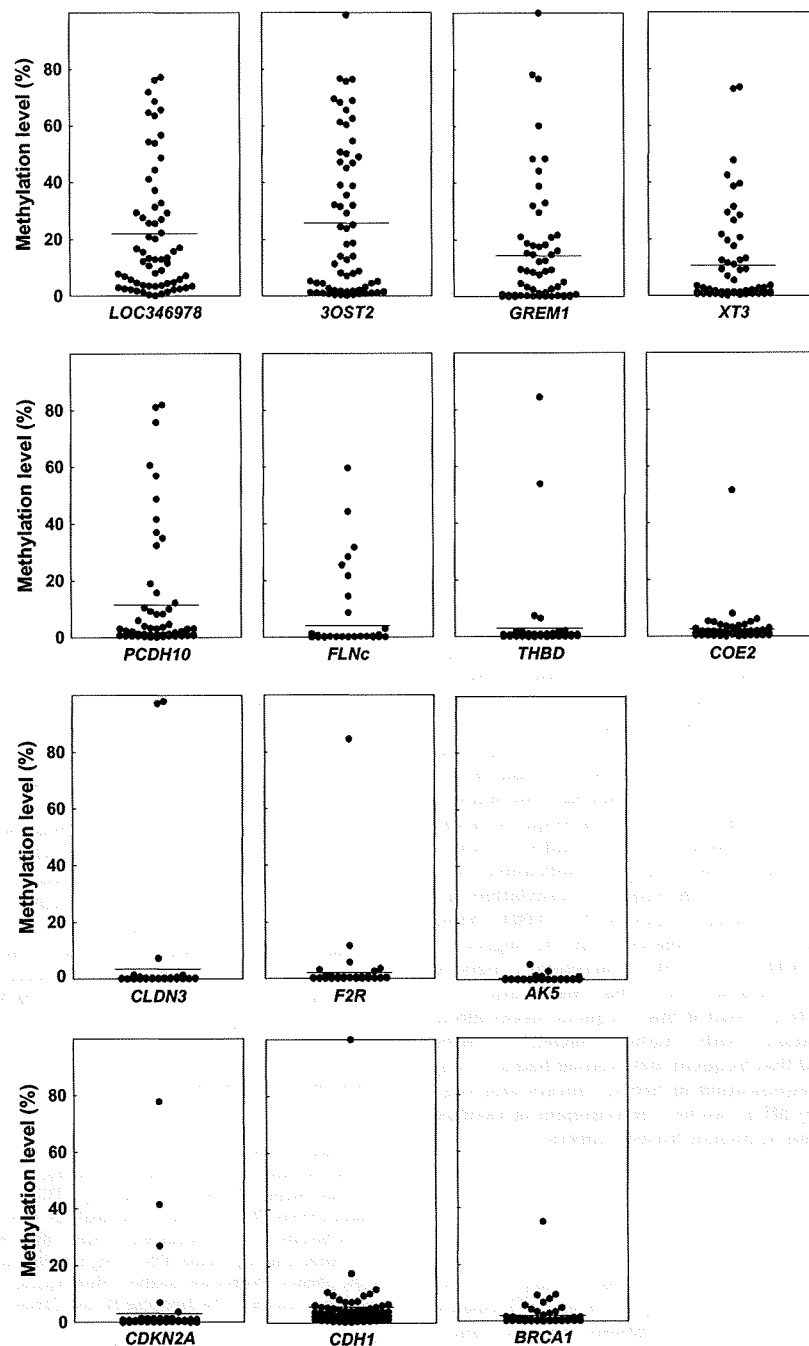 Methylation level (%)
80
60
40
20
0
LOC346978
3OST2
GREM1
XT3
Methylation level (%)
80
60
40
20
0
PCDH10
FLNc
THBD
COE2
Methylation level (%)
80
60
40
20
0
CLDN3
F2R
AK5
Methylation level (%)
80
60
40
20
0
CDKN2A
CDH1
BRCA1